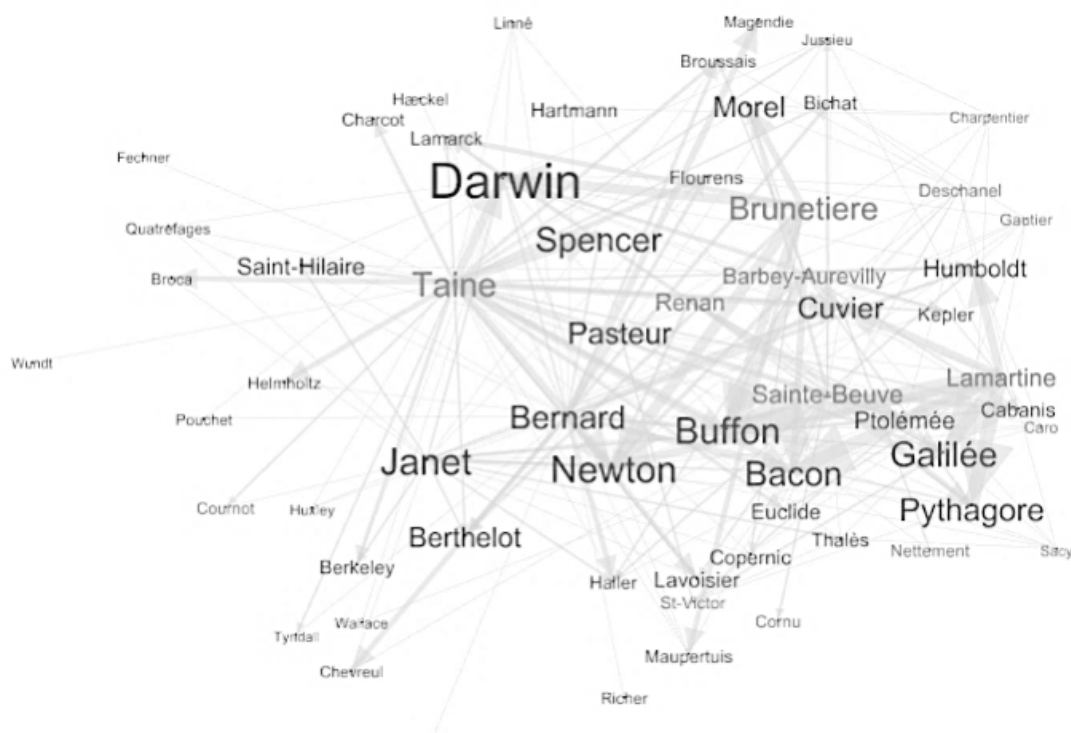 Linné
Magendie
Jussieu
Broussais
Hæckel
Charcot
Hartmann
Morel
Bichat
Charpentier
Lamarck
Fechner
Darwin
Flourens
Deschanel
Brunetiere
Gautier
Quatrefages
Spencer
Saint-Hilaire
Humboldt
Broca
Taine
Barbey-Aurevilly
Renan
Cuvier
Kepler
Pasteur
Wundt
Helmholtz
Lamartine
Sainte-Beuve
Cabanis
Pouchet
Bernard
Buffon
Ptolémée
Caro
Janet
Newton
Bacon
Galilée
Cournot
Huxley
Euclide
Pythagore
Berthelot
Thalès
Copernic
Nettement
Sacy
Berkeley
Haller
Lavoisier
St-Victor
Wallace
Cornu
Tyndall
Maupertuis
Chevreul
Richer